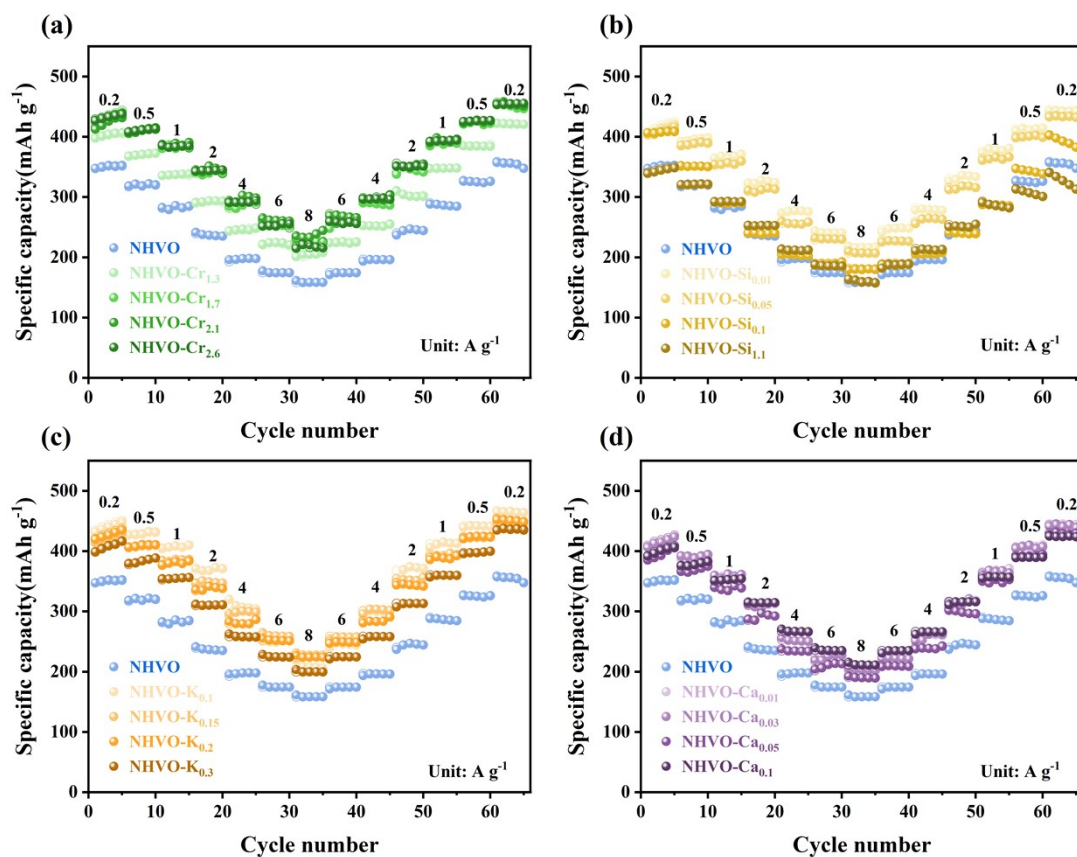 (a)
Specific capacity(mAh g⁻¹)
500
400
300
200
100
0
0.2
0.5
1
2
4
6
8
6
4
2
1
0.5
0.2
NHVO
NHVO-Cr₁.₃
NHVO-Cr₁.₇
NHVO-Cr₂.₁
NHVO-Cr₂.₆
Unit: A g⁻¹
0 10 20 30 40 50 60
Cycle number
(b)
Specific capacity(mAh g⁻¹)
500
400
300
200
100
0
0.2
0.5
1
2
4
6
8
6
4
2
1
0.5
0.2
NHVO
NHVO-Si₀.₀₁
NHVO-Si₀.₀₅
NHVO-Si₀.₁
NHVO-Si₁.₁
Unit: A g⁻¹
0 10 20 30 40 50 60
Cycle number
(c)
Specific capacity(mAh g⁻¹)
500
400
300
200
100
0
0.2
0.5
1
2
4
6
8
6
4
2
1
0.5
0.2
NHVO
NHVO-K₀.₁
NHVO-K₀.₁₅
NHVO-K₀.₂
NHVO-K₀.₃
Unit: A g⁻¹
0 10 20 30 40 50 60
Cycle number
(d)
Specific capacity(mAh g⁻¹)
500
400
300
200
100
0
0.2
0.5
1
2
4
6
8
6
4
2
1
0.5
0.2
NHVO
NHVO-Ca₀.₀₁
NHVO-Ca₀.₀₃
NHVO-Ca₀.₀₅
NHVO-Ca₀.₁
Unit: A g⁻¹
0 10 20 30 40 50 60
Cycle number